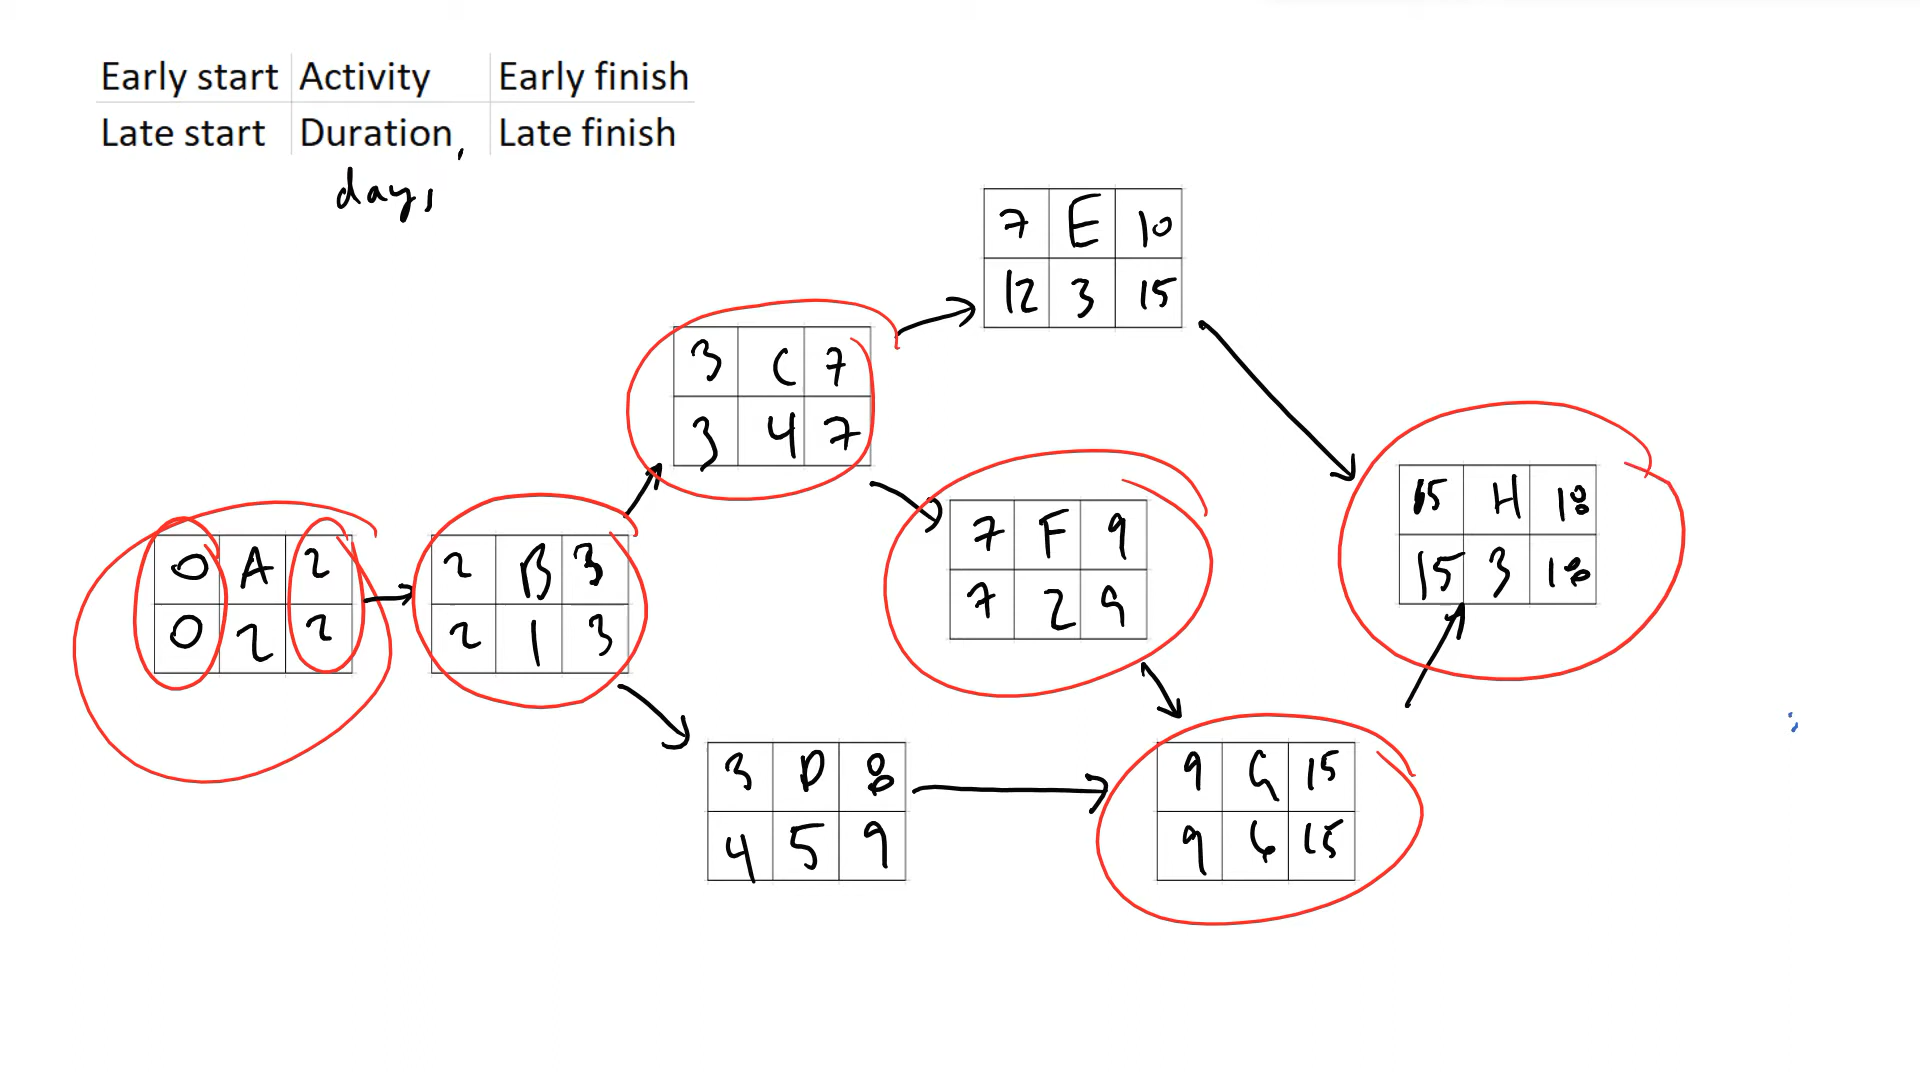 Early start Activity Early finish
Late start Duration, Late finish
days
7 E 10
12 3 15
3 C 7
3 4 7
15 H 18
15 3 18
7 F 9
7 2 9
0 A 2
0 2 2
2 B 3
2 1 3
3 D 8
4 5 9
9 G 15
9 6 15